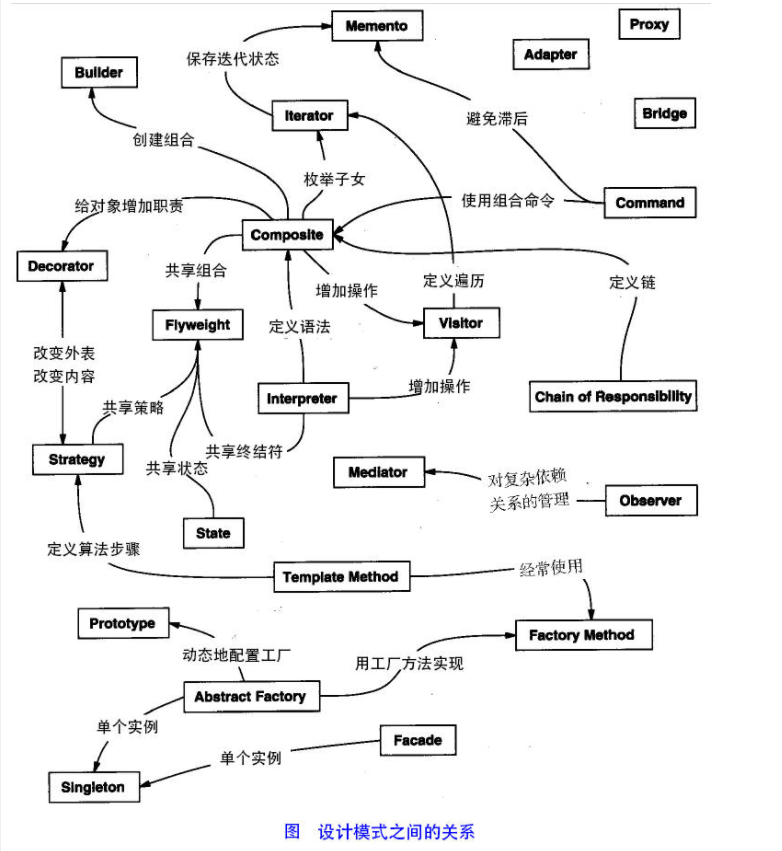 Memento
Proxy
Adapter
保存迭代状态
Builder
Iterator
Bridge
避免滞后
创建组合
枚举子女
给对象增加职责
使用组合命令
Command
Composite
Decorator
共享组合
增加操作
定义遍历
定义链
Flyweight
定义语法
Visitor
改变外表
改变内容
增加操作
Interpreter
Chain of Responsibility
共享策略
共享终结符
Strategy
共享状态
Mediator
对复杂依赖
关系的管理
Observer
State
定义算法步骤
Template Method
经常使用
Prototype
Factory Method
动态地配置工厂
用工厂方法实现
Abstract Factory
单个实例
Facade
单个实例
Singleton
图 设计模式之间的关系